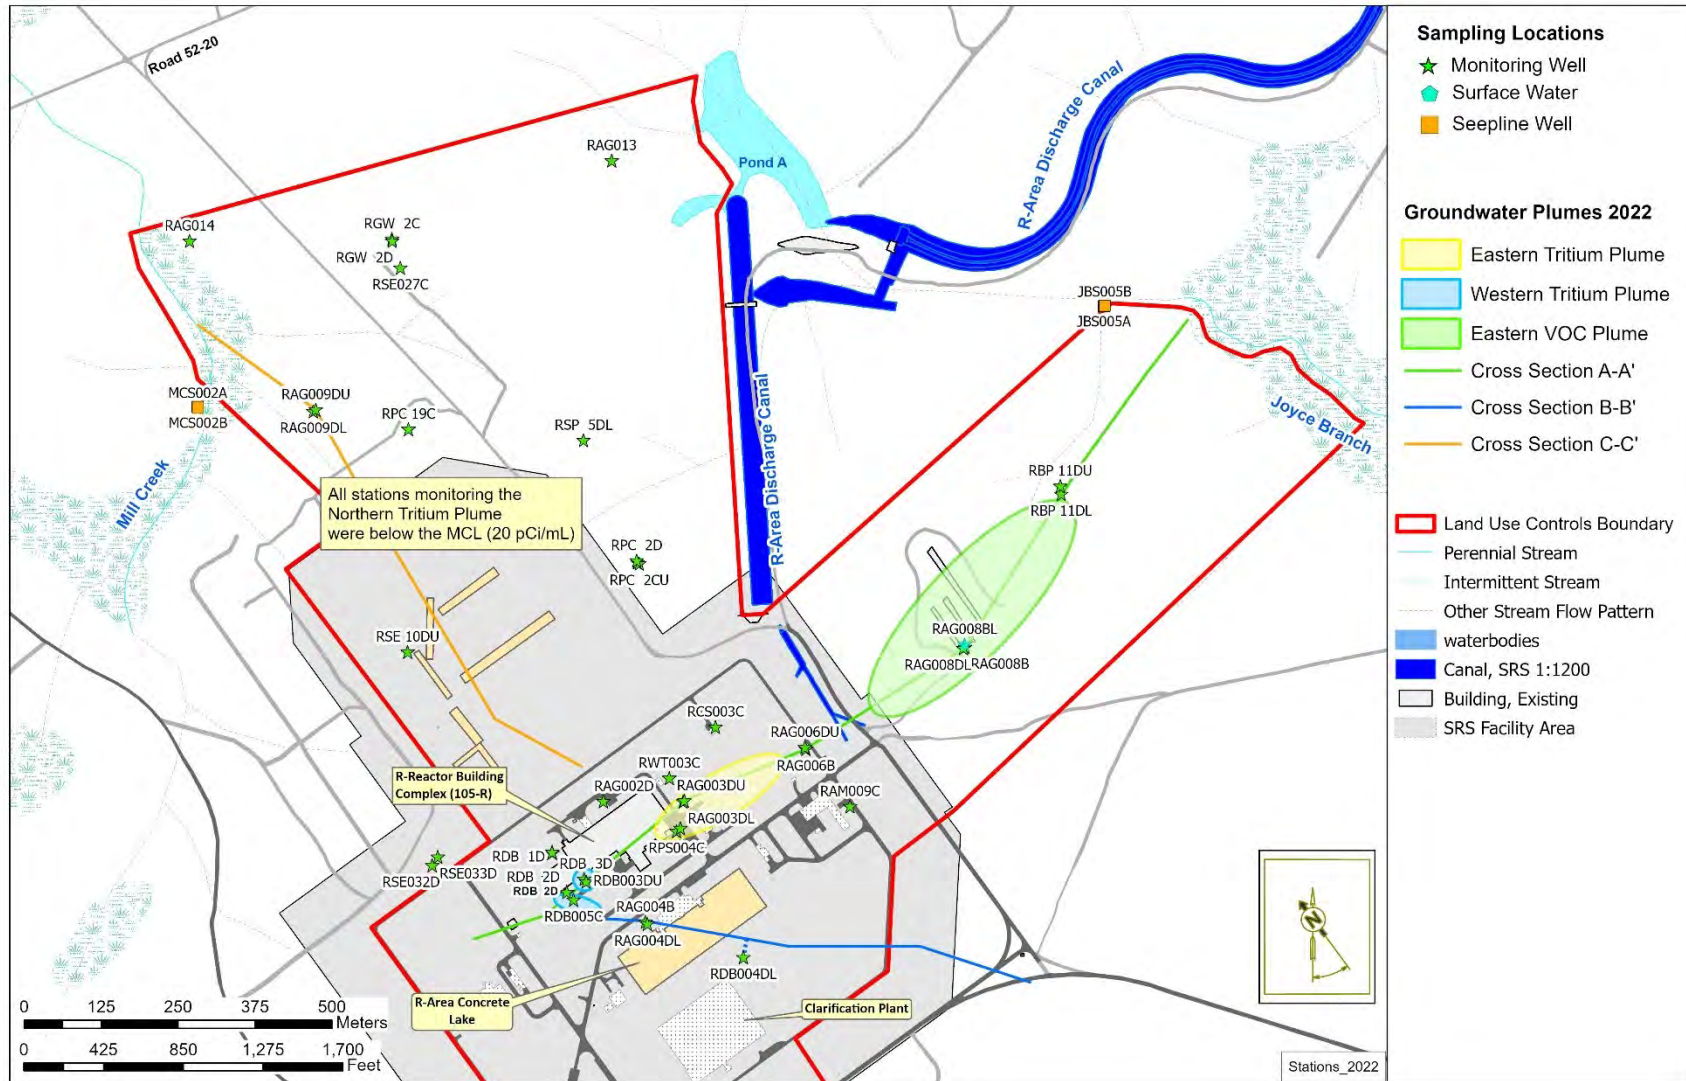 Road 52-20
Pond A
R-Area Discharge Canal
RAG013
RAG014
RGW 2C
RGW 2D
RSE027C
JBS005B
JBS005A
MCS002A
MCS002B
RAG009DU
RAG009DL
RPC 19C
RSP 5DL
R-Area Discharge Canal
Joyce Branch
Mill Creek
RBP 11DU
RBP 11DL
All stations monitoring the
Northern Tritium Plume
were below the MCL (20 pCi/mL)
RPC 2D
RPC 2CU
RSE 10DU
RAG008BL
RAG008DL
RAG008B
RCS003C
RAG006DU
RAG006B
RWT003C
R-Reactor Building
Complex (105-R)
RAG002D
RAG003DU
RAM009C
RAG003DL
RPS004C
RDB 1D
RDB 3D
RSE033D
RSE032D
RDB 2D
RDB 2D
RDB003DU
RDB005C
RAG004B
RAG004DL
RDB004DL
R-Area Concrete
Lake
Clarification Plant
0 125 250 375 500
Meters
0 425 850 1,275 1,700
Feet
N
Stations_2022
Sampling Locations
Monitoring Well
Surface Water
Seepline Well
Groundwater Plumes 2022
Eastern Tritium Plume
Western Tritium Plume
Eastern VOC Plume
Cross Section A-A'
Cross Section B-B'
Cross Section C-C'
Land Use Controls Boundary
Perennial Stream
Intermittent Stream
Other Stream Flow Pattern
waterbodies
Canal, SRS 1:1200
Building, Existing
SRS Facility Area